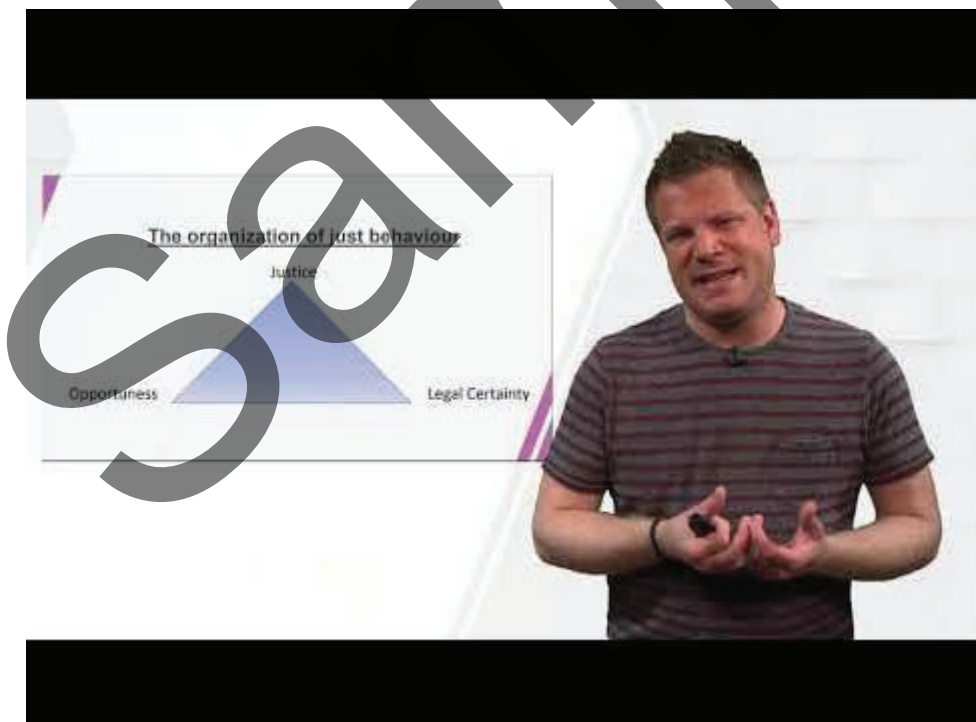 The organization of just behaviour
Justice
Opportuness
Legal Certainty